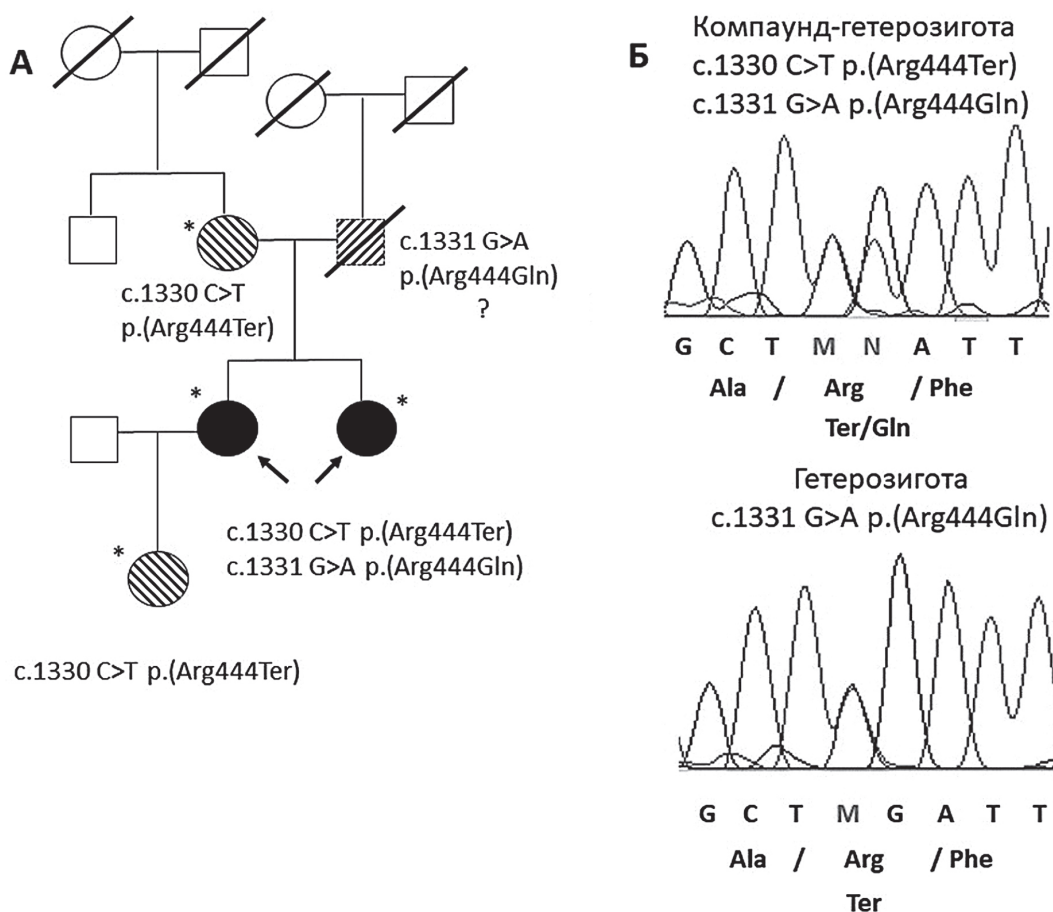 А
*
c.1330 C>T
p.(Arg444Ter)
c.1331 G>A
p.(Arg444Gln)
?
*
*
c.1330 C>T p.(Arg444Ter)
c.1331 G>A p.(Arg444Gln)
*
c.1330 C>T p.(Arg444Ter)
Б
Компаунд-гетерозигота
c.1330 C>T p.(Arg444Ter)
c.1331 G>A p.(Arg444Gln)
G C T M N A T T
Ala / Arg / Phe
Ter/Gln
Гетерозигота
c.1331 G>A p.(Arg444Gln)
G C T M G A T T
Ala / Arg / Phe
Ter